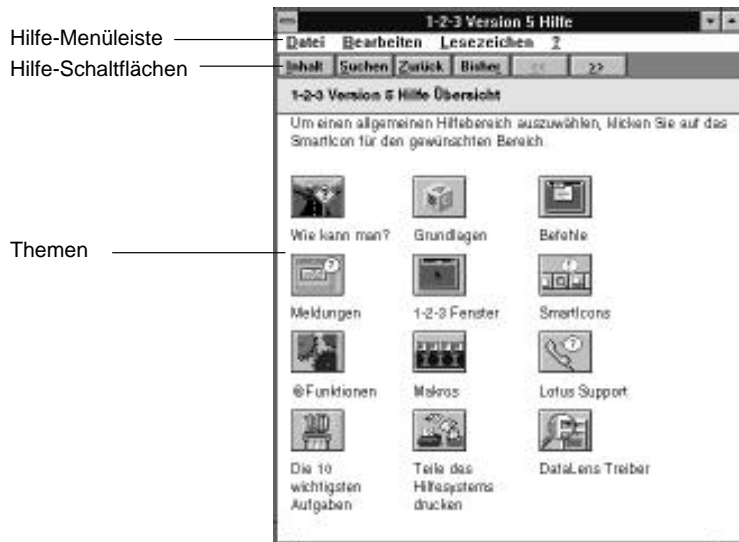 1-2-3 Version 5 Hilfe
Hilfe-Menüleiste
Datei Bearbeiten Lesezeichen ?
Hilfe-Schaltflächen
Inhalt Suchen Zurück Bisher << >>
1-2-3 Version 5 Hilfe Übersicht
Um einen allgemeinen Hilfebereich auszuwählen, klicken Sie auf das
SmartIcon für den gewünschten Bereich.
Wie kann man? Grundlagen Befehle
Themen
Meldungen 1-2-3 Fenster SmartIcons
@Funktionen Makros Lotus Support
Die 10 Teile des DataLens Treiber
wichtigsten Hilfesystems
Aufgaben drucken